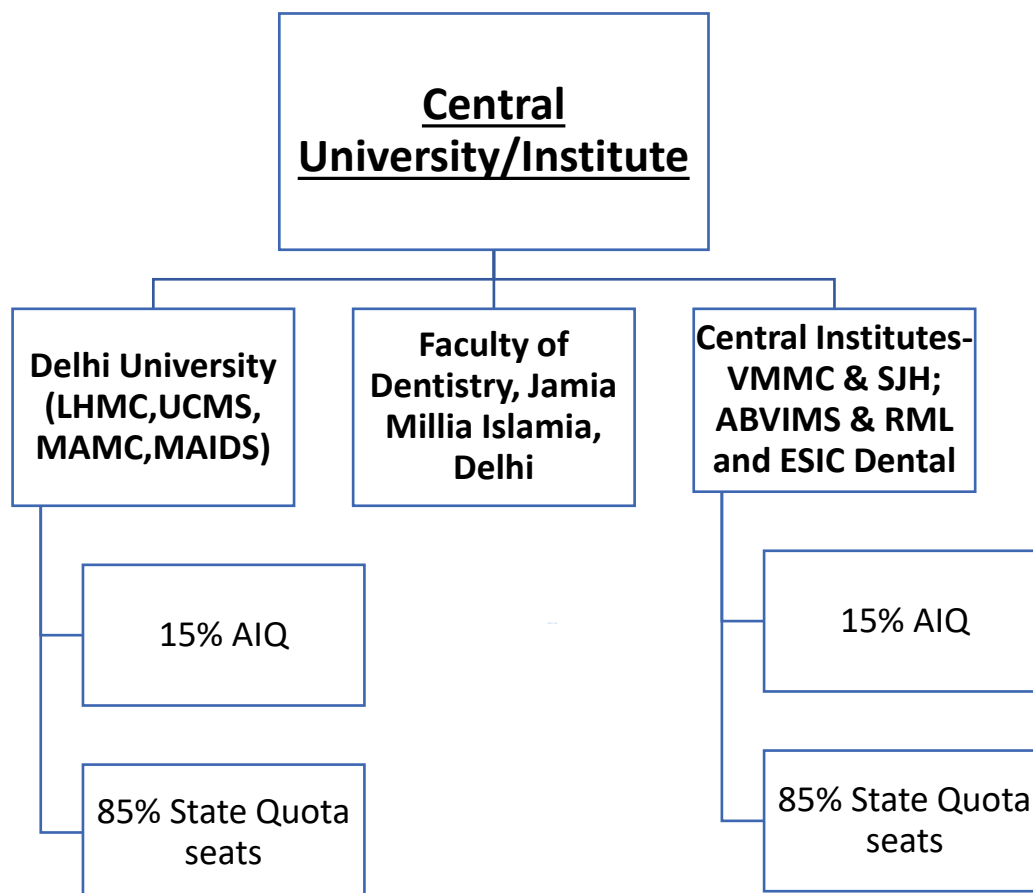 Central
University/Institute
Delhi University
(LHMC,UCMS,
MAMC,MAIDS)
Faculty of
Dentistry, Jamia
Millia Islamia,
Delhi
Central Institutes-
VMMC & SJH;
ABVIMS & RML
and ESIC Dental
15% AIQ
85% State Quota
seats
15% AIQ
85% State Quota
seats